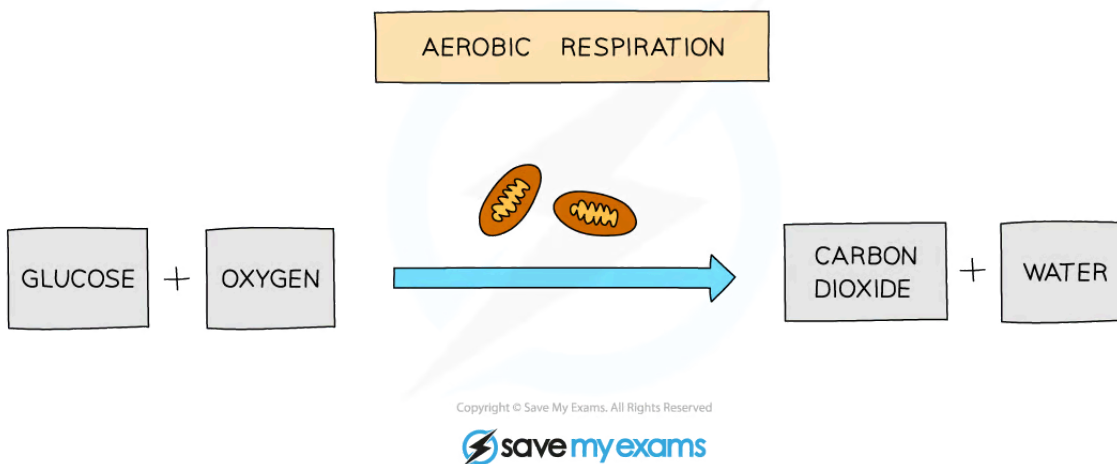 AEROBIC RESPIRATION
GLUCOSE + OXYGEN
CARBON
DIOXIDE + WATER
Copyright © Save My Exams. All Rights Reserved
save my exams